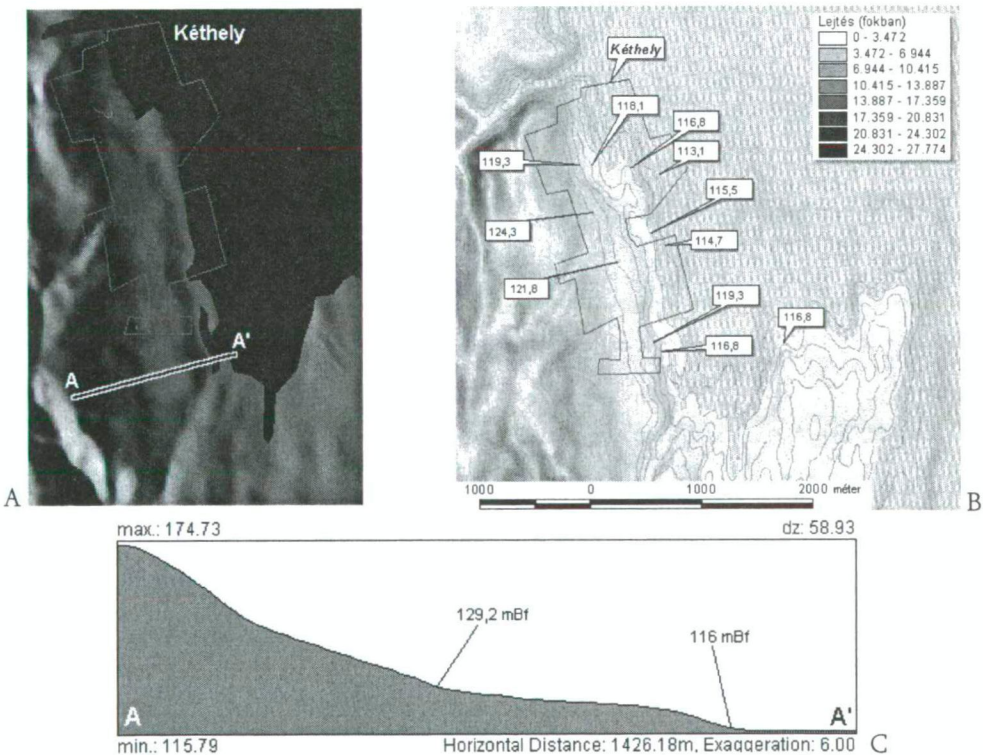 Kéthely
A
A'
A
Kéthely
118,1
116,8
113,1
119,3
115,5
124,3
114,7
121,8
119,3
116,8
116,8
Lejtés (fokban)
0 - 3.472
3.472 - 6.944
6.944 - 10.415
10.415 - 13.887
13.887 - 17.359
17.359 - 20.831
20.831 - 24.302
24.302 - 27.774
1000 0 1000 2000 méter
B
max.: 174.73 dz: 58.93
129,2 mBf
116 mBf
A A'
min.: 115.79 Horizontal Distance: 1426.18m, Exaggeration: 6.00
C